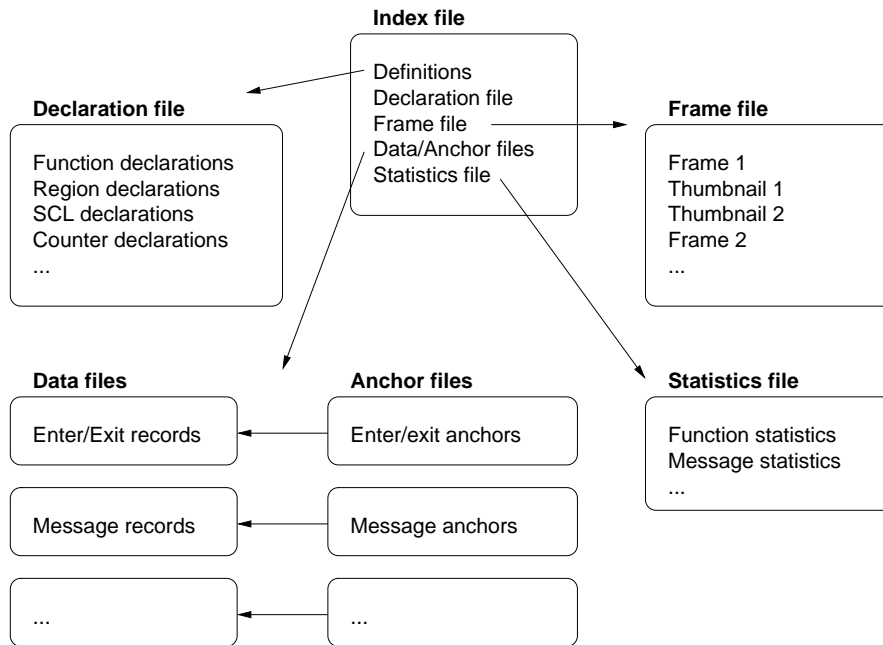 Index file
Definitions
Declaration file
Frame file
Data/Anchor files
Statistics file
Declaration file
Function declarations
Region declarations
SCL declarations
Counter declarations
...
Frame file
Frame 1
Thumbnail 1
Thumbnail 2
Frame 2
...
Data files
Enter/Exit records
Message records
...
Anchor files
Enter/exit anchors
Message anchors
...
Statistics file
Function statistics
Message statistics
...